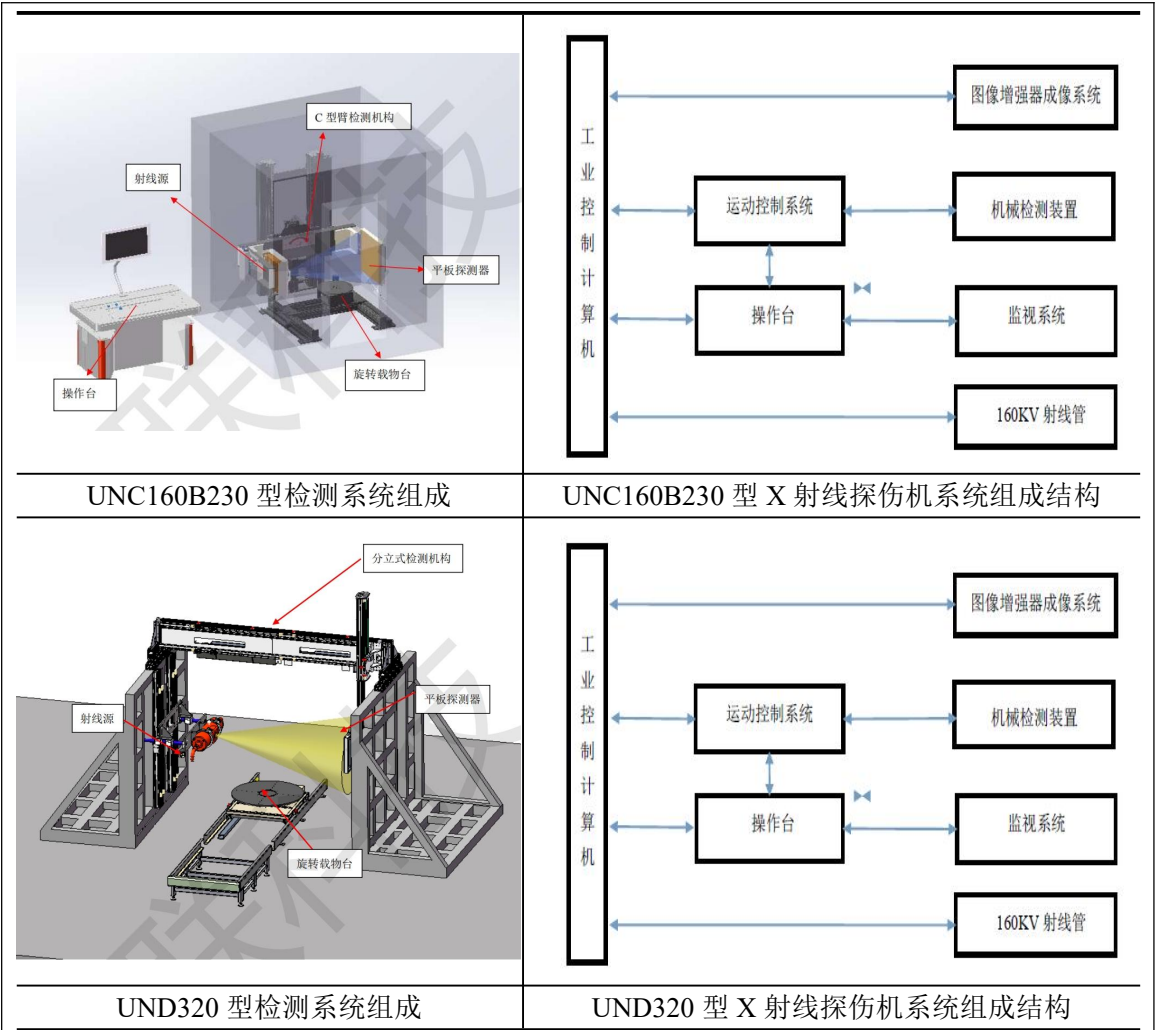 C 型臂检测机构
射线源
平板探测器
旋转载物台
操作台
工业控制计算机
图像增强器成像系统
运动控制系统
机械检测装置
操作台
监视系统
160KV 射线管
UNC160B230 型检测系统组成
UNC160B230 型 X 射线探伤机系统组成结构
分立式检测机构
射线源
平板探测器
旋转载物台
工业控制计算机
图像增强器成像系统
运动控制系统
机械检测装置
操作台
监视系统
160KV 射线管
UND320 型检测系统组成
UND320 型 X 射线探伤机系统组成结构